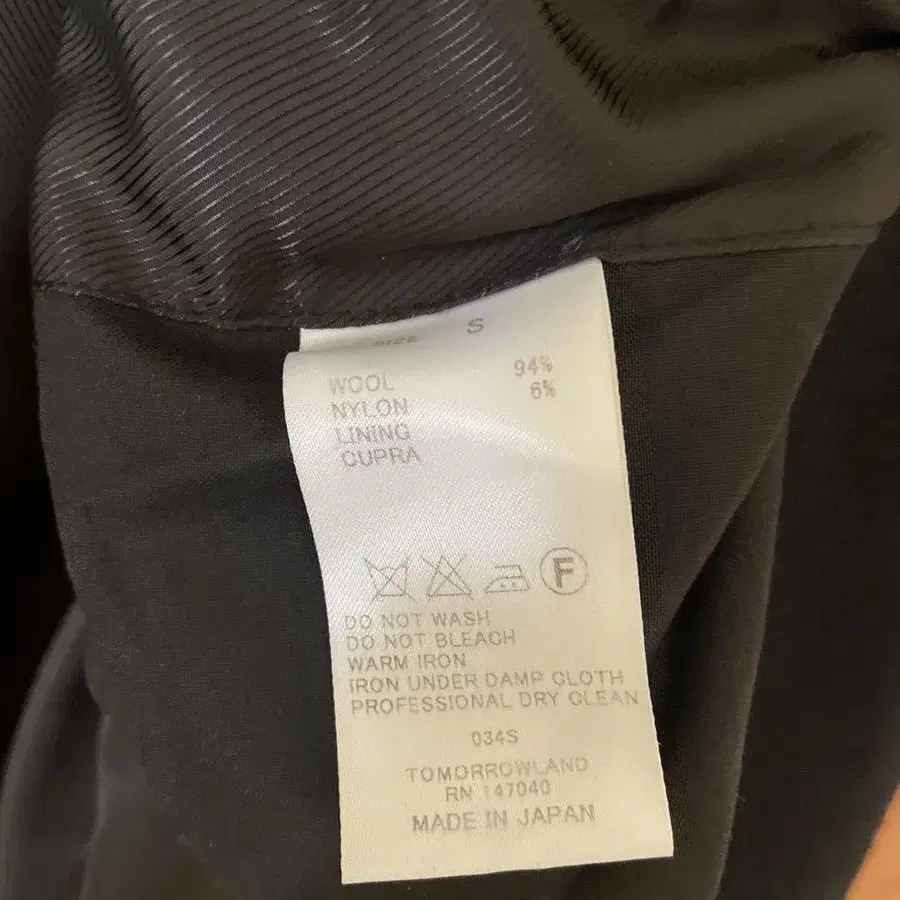 SIZE S
WOOL 94%
NYLON 6%
LINING
CUPRA
F
DO NOT WASH
DO NOT BLEACH
WARM IRON
IRON UNDER DAMP CLOTH
PROFESSIONAL DRY CLEAN
034S
TOMORROWLAND
RN 147040
MADE IN JAPAN